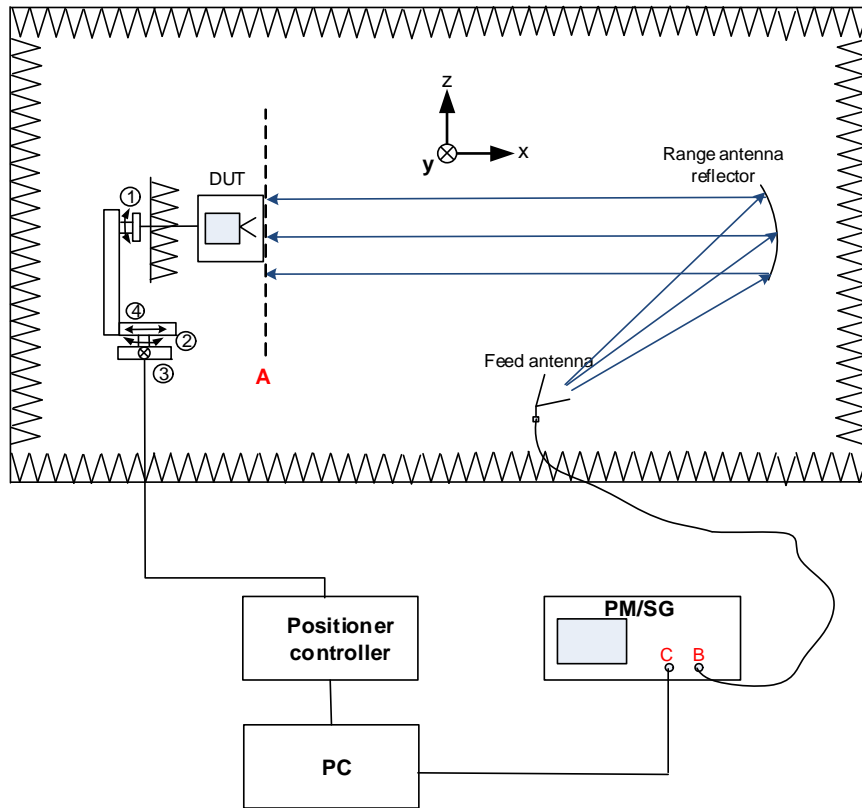 z
x
y
DUT
Range antenna
reflector
①
④
②
③
A
Feed antenna
Positioner
controller
PM/SG
C B
PC